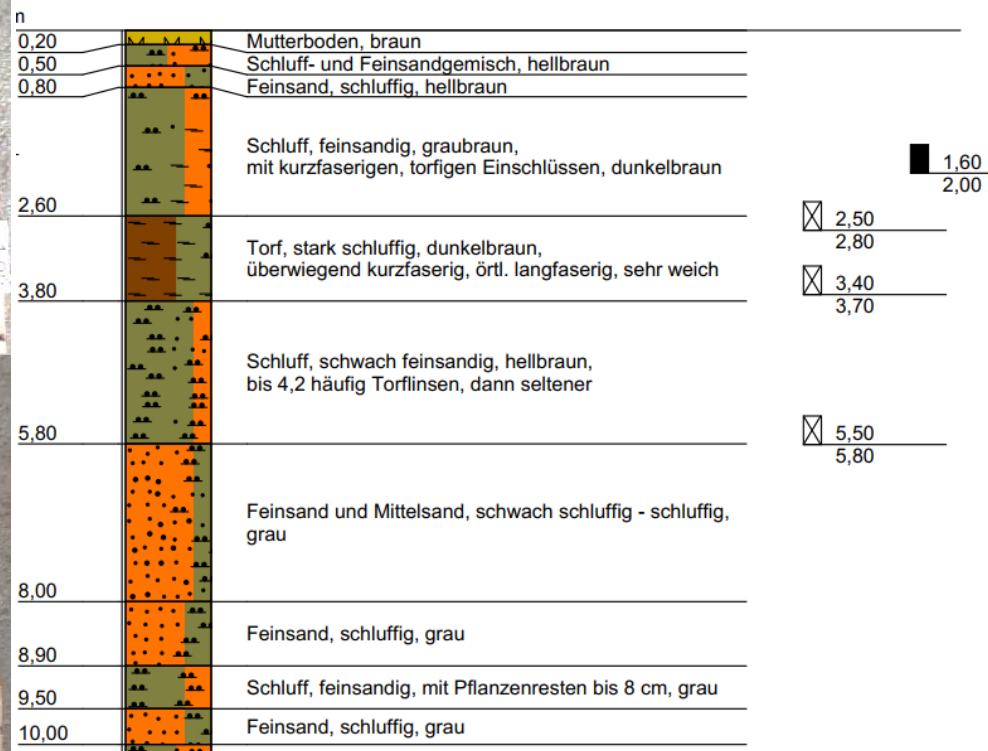 n
0,20
Mutterboden, braun
0,50
Schluff- und Feinsandgemisch, hellbraun
0,80
Feinsand, schluffig, hellbraun
Schluff, feinsandig, graubraun,
mit kurzfaserigen, torfigen Einschlüssen, dunkelbraun
1,60
2,00
2,60
2,50
2,80
Torf, stark schluffig, dunkelbraun,
überwiegend kurzfaserig, örtl. langfaserig, sehr weich
3,40
3,70
3,80
Schluff, schwach feinsandig, hellbraun,
bis 4,2 häufig Torflinsen, dann seltener
5,80
5,50
5,80
Feinsand und Mittelsand, schwach schluffig - schluffig,
grau
8,00
Feinsand, schluffig, grau
8,90
Schluff, feinsandig, mit Pflanzenresten bis 8 cm, grau
9,50
Feinsand, schluffig, grau
10,00